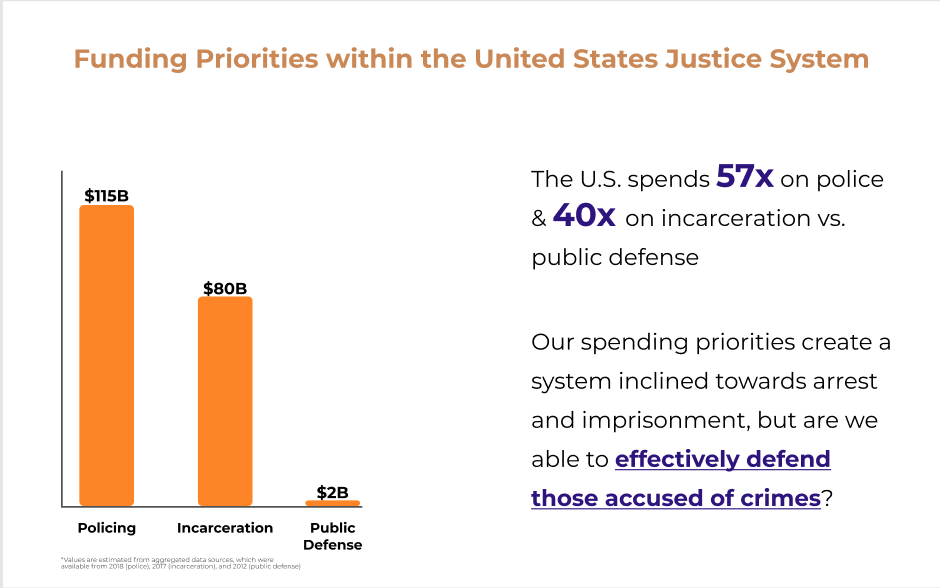 Funding Priorities within the United States Justice System
$115B
$80B
$2B
Policing
Incarceration
Public
Defense
*Values are estimated from aggregated data sources, which were
available from 2018 (police), 2017 (incarceration), and 2012 (public defense)
The U.S. spends 57x on police
& 40x on incarceration vs.
public defense
Our spending priorities create a
system inclined towards arrest
and imprisonment, but are we
able to effectively defend
those accused of crimes?